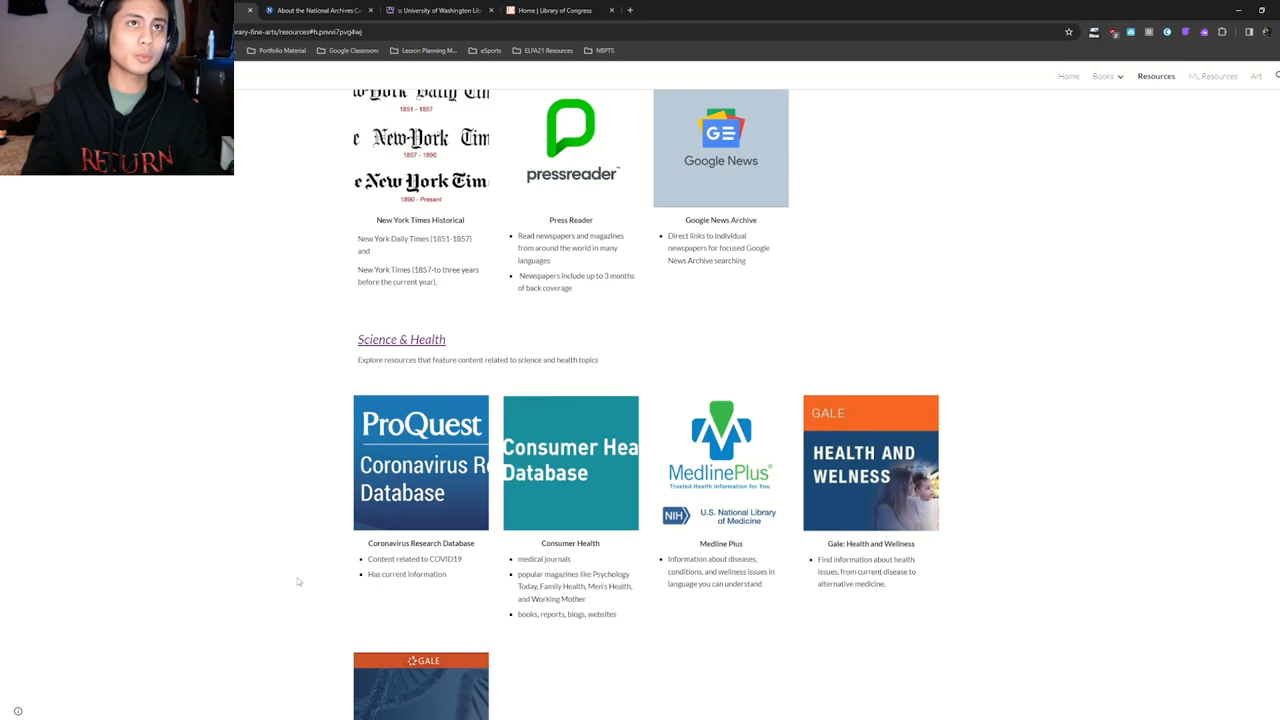 About the National Archives Ca
University of Washington Lib
Home | Library of Congress
rary-fine-arts/resources#h.pnvvi7pvg4wj
Portfolio Material
Google Classroom
Lesson Planning M...
eSports
ELPA21 Resources
NBPTS
Home
Books
Resources
ML Resources
Art
RETURN
1851 - 1857
e New-York Tim
1857 - 1890
e New York Time
1890 - Present
pressreader™
GE
Google News
New York Times Historical
New York Daily Times (1851-1857)
and
New York Times (1857-to three years
before the current year).
Press Reader
Read newspapers and magazines
from around the world in many
languages
Newspapers include up to 3 months
of back coverage
Google News Archive
Direct links to individual
newspapers for focused Google
News Archive searching
Science & Health
Explore resources that feature content related to science and health topics
ProQuest
Coronavirus Re
Database
Consumer Hea
Database
MedlinePlus®
Trusted Health Information for You
NIH
U.S. National Library
of Medicine
GALE
HEALTH AND
WELNESS
Coronavirus Research Database
Content related to COVID19
Has current information
Consumer Health
medical journals
popular magazines like Psychology
Today, Family Health, Men's Health,
and Working Mother
books, reports, blogs, websites
Medline Plus
Information about diseases,
conditions, and wellness issues in
language you can understand
Gale: Health and Wellness
Find information about health
issues, from current disease to
alternative medicine.
GALE